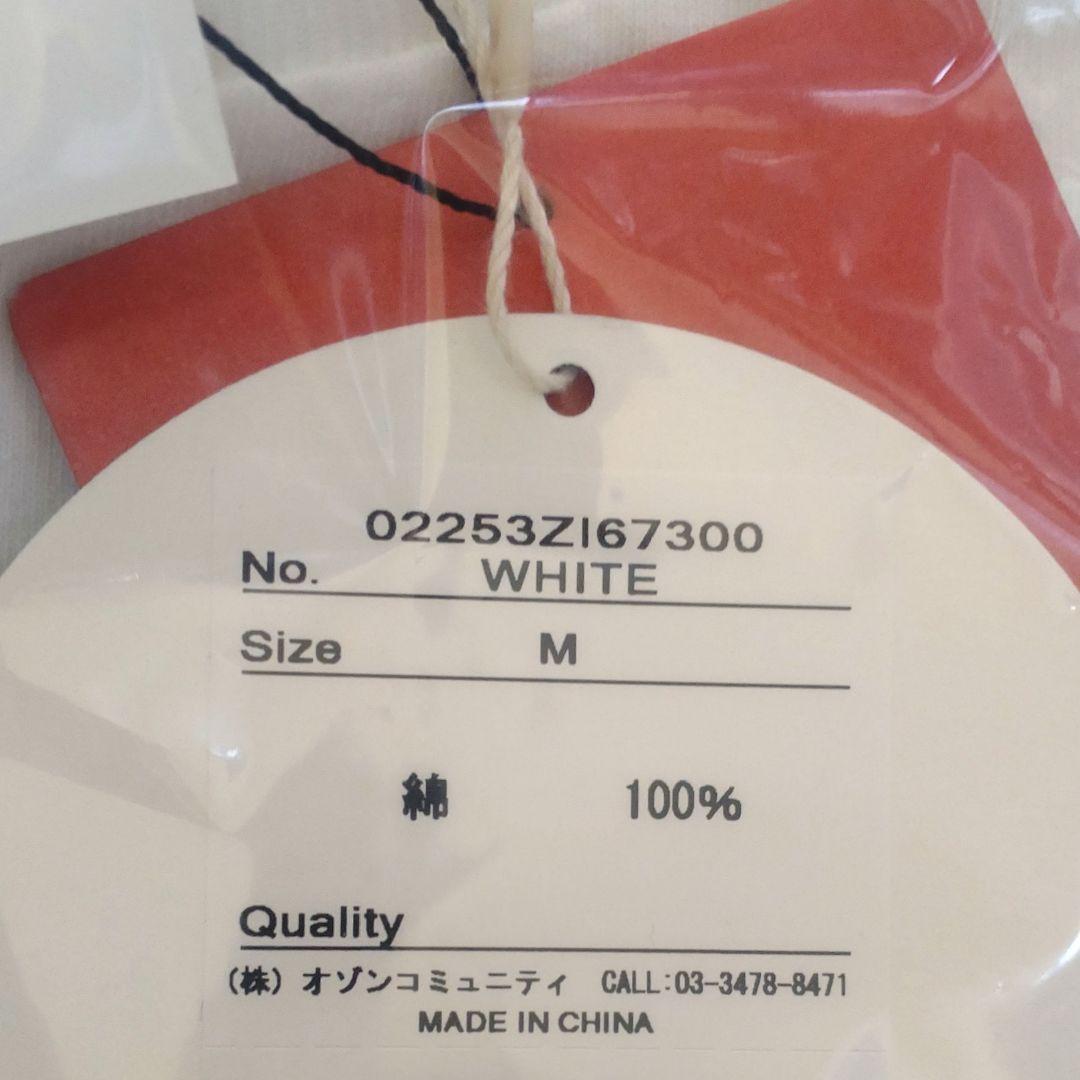 02253ZI67300
No. WHITE
Size M
綿 100%
Quality
(株) オゾンコミュニティ CALL:03-3478-8471
MADE IN CHINA